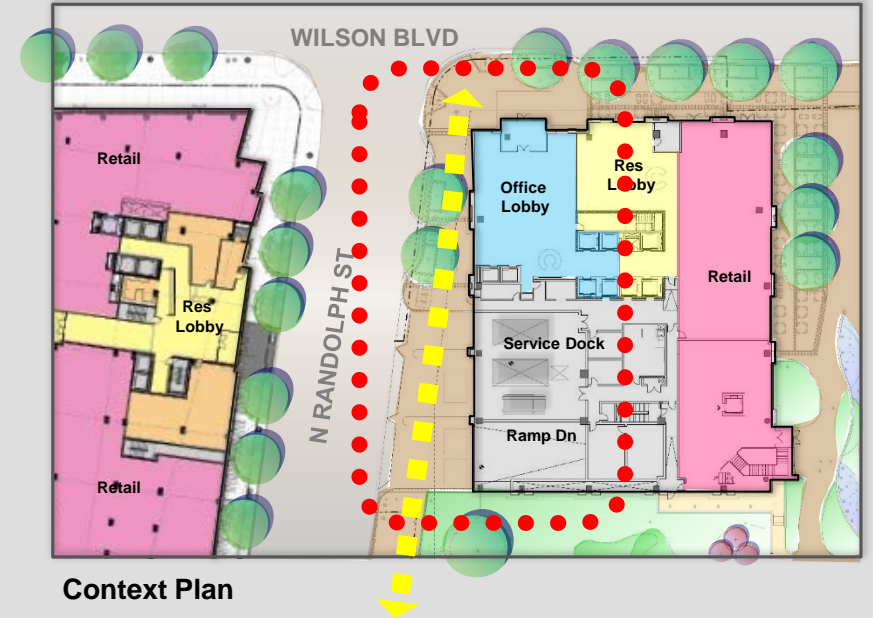 WILSON BLVD
N RANDOLPH ST
Retail
Res
Lobby
Retail
Office
Lobby
Res
Lobby
Retail
Service Dock
Ramp Dn
Context Plan